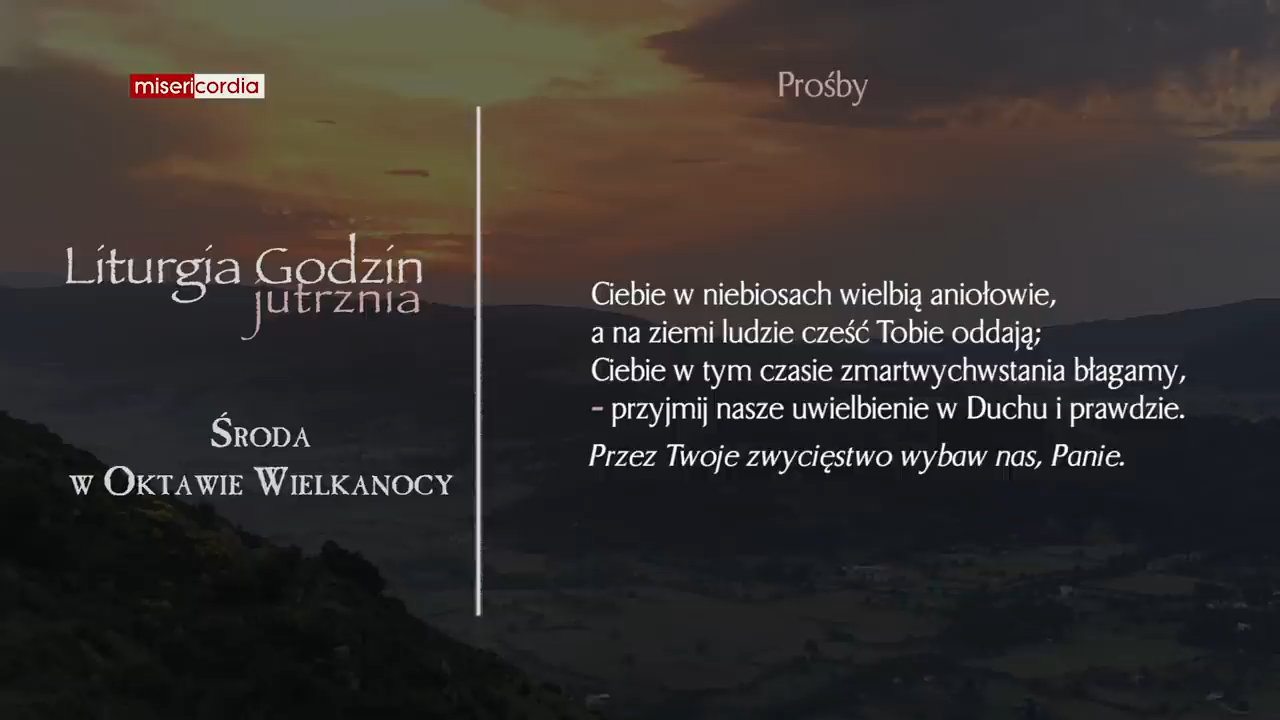 misericordia
Prośby
Liturgia Godzin
jutrznia
Środa
w Oktawie Wielkanocy
Ciebie w niebiosach wielbią aniołowie,
a na ziemi ludzie cześć Tobie oddają;
Ciebie w tym czasie zmartwychwstania błagamy,
- przyjmij nasze uwielbienie w Duchu i prawdzie.
Przez Twoje zwycięstwo wybaw nas, Panie.